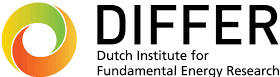 DIFFER
Dutch Institute for
Fundamental Energy Research